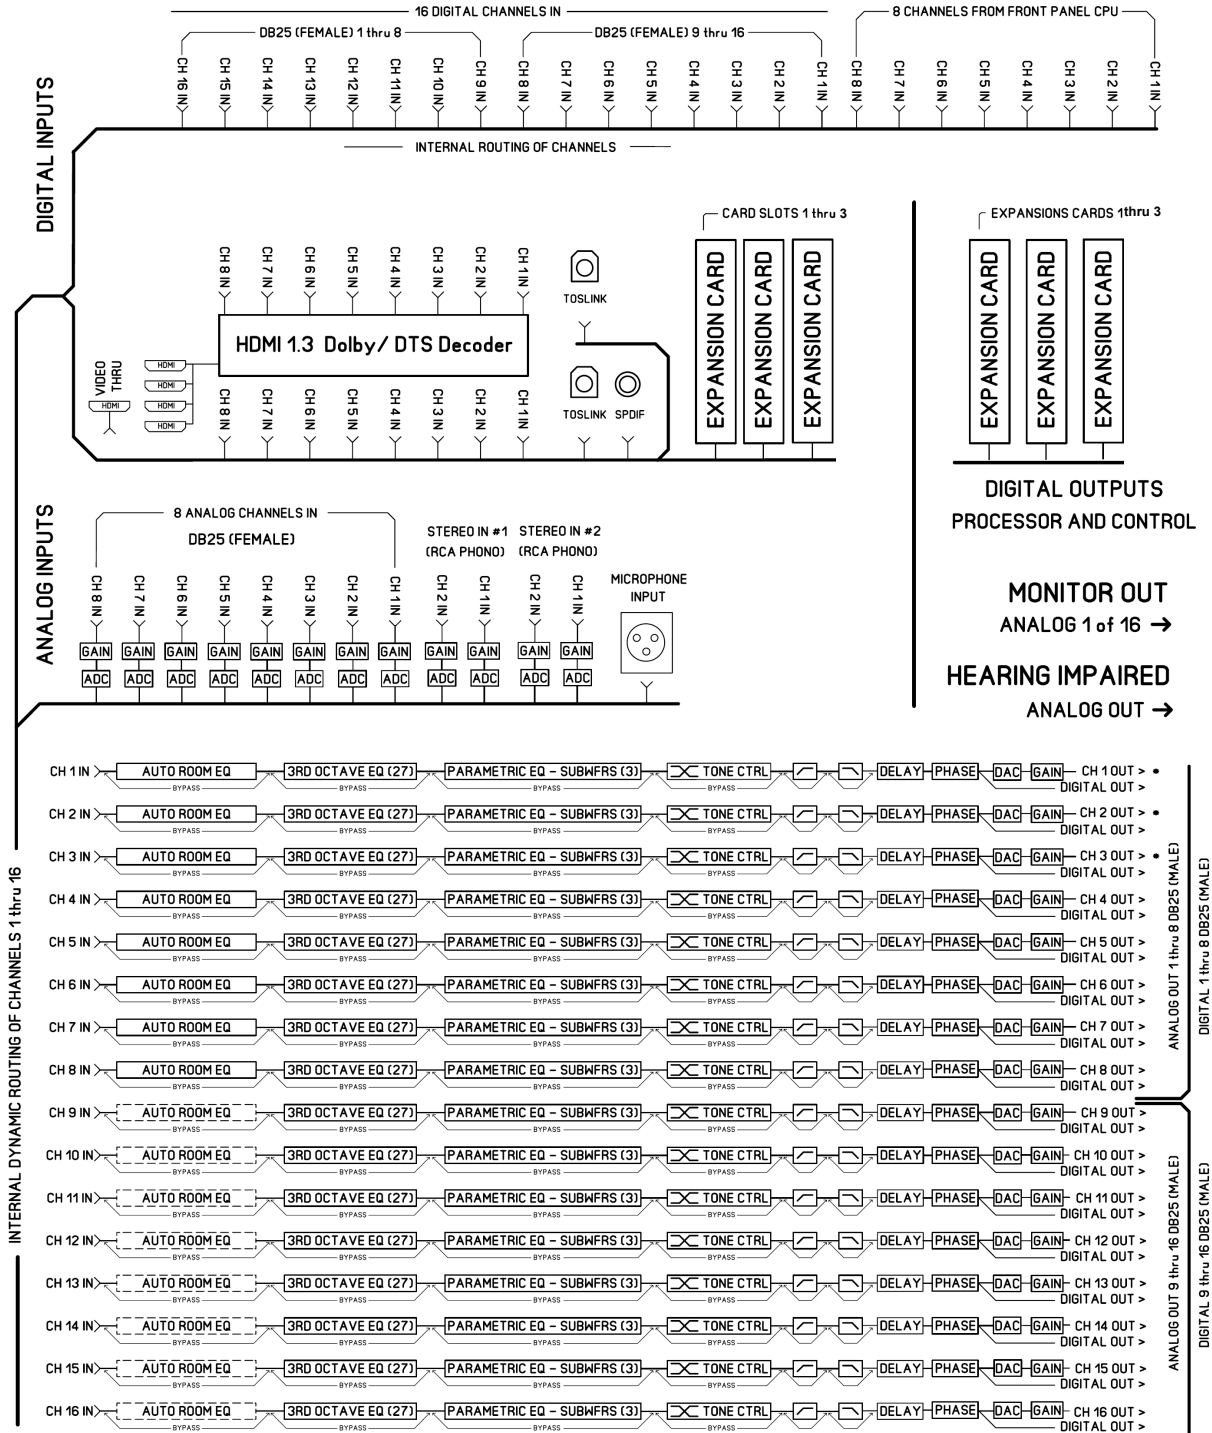 16 DIGITAL CHANNELS IN
8 CHANNELS FROM FRONT PANEL CPU
DB25 (FEMALE) 1 thru 8
DB25 (FEMALE) 9 thru 16
CH 16 IN
CH 15 IN
CH 14 IN
CH 13 IN
CH 12 IN
CH 11 IN
CH 10 IN
CH 9 IN
CH 8 IN
CH 7 IN
CH 6 IN
CH 5 IN
CH 4 IN
CH 3 IN
CH 2 IN
CH 1 IN
CH 8 IN
CH 7 IN
CH 6 IN
CH 5 IN
CH 4 IN
CH 3 IN
CH 2 IN
CH 1 IN
DIGITAL INPUTS
INTERNAL ROUTING OF CHANNELS
CARD SLOTS 1 thru 3
EXPANSIONS CARDS 1thru 3
CH 8 IN
CH 7 IN
CH 6 IN
CH 5 IN
CH 4 IN
CH 3 IN
CH 2 IN
CH 1 IN
TOSLINK
EXPANSION CARD
EXPANSION CARD
EXPANSION CARD
EXPANSION CARD
EXPANSION CARD
EXPANSION CARD
HDMI 1.3 Dolby/ DTS Decoder
VIDEO THRU
HDMI
HDMI
HDMI
HDMI
HDMI
CH 8 IN
CH 7 IN
CH 6 IN
CH 5 IN
CH 4 IN
CH 3 IN
CH 2 IN
CH 1 IN
TOSLINK
SPDIF
DIGITAL OUTPUTS
PROCESSOR AND CONTROL
ANALOG INPUTS
8 ANALOG CHANNELS IN
DB25 (FEMALE)
STEREO IN #1
(RCA PHONO)
STEREO IN #2
(RCA PHONO)
MICROPHONE
INPUT
CH 8 IN
CH 7 IN
CH 6 IN
CH 5 IN
CH 4 IN
CH 3 IN
CH 2 IN
CH 1 IN
CH 2 IN
CH 1 IN
CH 2 IN
CH 1 IN
GAIN GAIN GAIN GAIN GAIN GAIN GAIN GAIN GAIN GAIN GAIN GAIN
ADC ADC ADC ADC ADC ADC ADC ADC ADC ADC ADC ADC
MONITOR OUT
ANALOG 1 of 16 →
HEARING IMPAIRED
ANALOG OUT →
INTERNAL DYNAMIC ROUTING OF CHANNELS 1 thru 16
CH 1 IN AUTO ROOM EQ 3RD OCTAVE EQ (27) PARAMETRIC EQ - SUBWFRS (3) TONE CTRL DELAY PHASE DAC GAIN CH 1 OUT > *
BYPASS BYPASS BYPASS BYPASS DIGITAL OUT >
CH 2 IN AUTO ROOM EQ 3RD OCTAVE EQ (27) PARAMETRIC EQ - SUBWFRS (3) TONE CTRL DELAY PHASE DAC GAIN CH 2 OUT > *
BYPASS BYPASS BYPASS BYPASS DIGITAL OUT >
CH 3 IN AUTO ROOM EQ 3RD OCTAVE EQ (27) PARAMETRIC EQ - SUBWFRS (3) TONE CTRL DELAY PHASE DAC GAIN CH 3 OUT > *
BYPASS BYPASS BYPASS BYPASS DIGITAL OUT >
CH 4 IN AUTO ROOM EQ 3RD OCTAVE EQ (27) PARAMETRIC EQ - SUBWFRS (3) TONE CTRL DELAY PHASE DAC GAIN CH 4 OUT >
BYPASS BYPASS BYPASS BYPASS DIGITAL OUT >
CH 5 IN AUTO ROOM EQ 3RD OCTAVE EQ (27) PARAMETRIC EQ - SUBWFRS (3) TONE CTRL DELAY PHASE DAC GAIN CH 5 OUT >
BYPASS BYPASS BYPASS BYPASS DIGITAL OUT >
CH 6 IN AUTO ROOM EQ 3RD OCTAVE EQ (27) PARAMETRIC EQ - SUBWFRS (3) TONE CTRL DELAY PHASE DAC GAIN CH 6 OUT >
BYPASS BYPASS BYPASS BYPASS DIGITAL OUT >
CH 7 IN AUTO ROOM EQ 3RD OCTAVE EQ (27) PARAMETRIC EQ - SUBWFRS (3) TONE CTRL DELAY PHASE DAC GAIN CH 7 OUT >
BYPASS BYPASS BYPASS BYPASS DIGITAL OUT >
CH 8 IN AUTO ROOM EQ 3RD OCTAVE EQ (27) PARAMETRIC EQ - SUBWFRS (3) TONE CTRL DELAY PHASE DAC GAIN CH 8 OUT >
BYPASS BYPASS BYPASS BYPASS DIGITAL OUT >
CH 9 IN AUTO ROOM EQ 3RD OCTAVE EQ (27) PARAMETRIC EQ - SUBWFRS (3) TONE CTRL DELAY PHASE DAC GAIN CH 9 OUT >
BYPASS BYPASS BYPASS BYPASS DIGITAL OUT >
CH 10 IN AUTO ROOM EQ 3RD OCTAVE EQ (27) PARAMETRIC EQ - SUBWFRS (3) TONE CTRL DELAY PHASE DAC GAIN CH 10 OUT >
BYPASS BYPASS BYPASS BYPASS DIGITAL OUT >
CH 11 IN AUTO ROOM EQ 3RD OCTAVE EQ (27) PARAMETRIC EQ - SUBWFRS (3) TONE CTRL DELAY PHASE DAC GAIN CH 11 OUT >
BYPASS BYPASS BYPASS BYPASS DIGITAL OUT >
CH 12 IN AUTO ROOM EQ 3RD OCTAVE EQ (27) PARAMETRIC EQ - SUBWFRS (3) TONE CTRL DELAY PHASE DAC GAIN CH 12 OUT >
BYPASS BYPASS BYPASS BYPASS DIGITAL OUT >
CH 13 IN AUTO ROOM EQ 3RD OCTAVE EQ (27) PARAMETRIC EQ - SUBWFRS (3) TONE CTRL DELAY PHASE DAC GAIN CH 13 OUT >
BYPASS BYPASS BYPASS BYPASS DIGITAL OUT >
CH 14 IN AUTO ROOM EQ 3RD OCTAVE EQ (27) PARAMETRIC EQ - SUBWFRS (3) TONE CTRL DELAY PHASE DAC GAIN CH 14 OUT >
BYPASS BYPASS BYPASS BYPASS DIGITAL OUT >
CH 15 IN AUTO ROOM EQ 3RD OCTAVE EQ (27) PARAMETRIC EQ - SUBWFRS (3) TONE CTRL DELAY PHASE DAC GAIN CH 15 OUT >
BYPASS BYPASS BYPASS BYPASS DIGITAL OUT >
CH 16 IN AUTO ROOM EQ 3RD OCTAVE EQ (27) PARAMETRIC EQ - SUBWFRS (3) TONE CTRL DELAY PHASE DAC GAIN CH 16 OUT >
BYPASS BYPASS BYPASS BYPASS DIGITAL OUT >
ANALOG OUT 1 thru 8 DB25 (MALE)
DIGITAL 1 thru 8 DB25 (MALE)
ANALOG OUT 9 thru 16 DB25 (MALE)
DIGITAL 9 thru 16 DB25 (MALE)